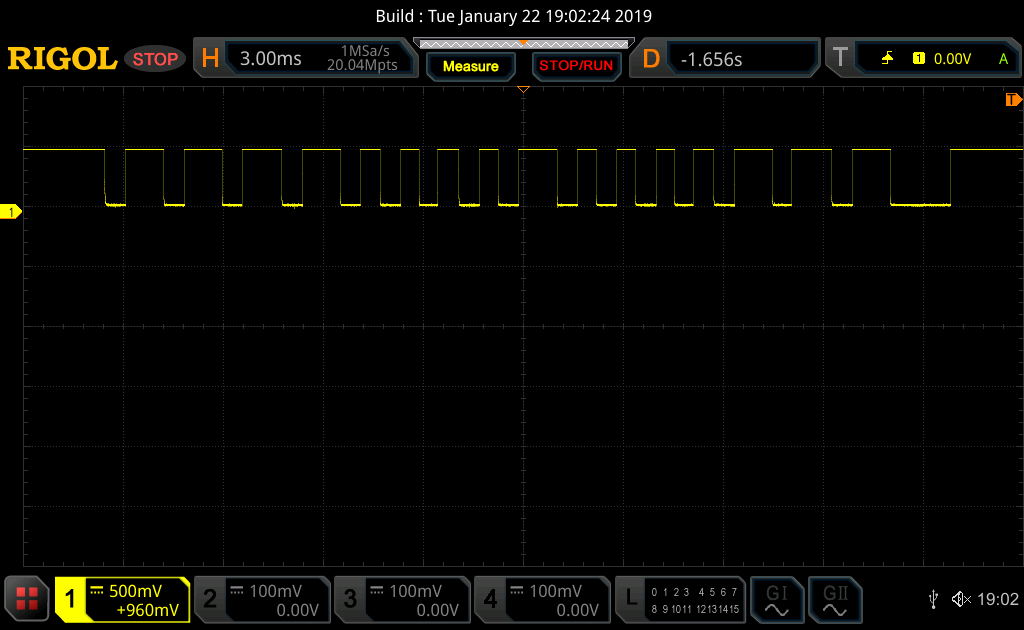 Build : Tue January 22 19:02:24 2019
RIGOL STOP H 3.00ms 1MSa/s 20.04Mpts Measure STOP/RUN D -1.656s T 1 0.00V A
T
1
1 500mV +960mV 2 100mV 0.00V 3 100mV 0.00V 4 100mV 0.00V L 0 1 2 3 4 5 6 7 8 9 10 11 12 13 14 15 GI GII 19:02